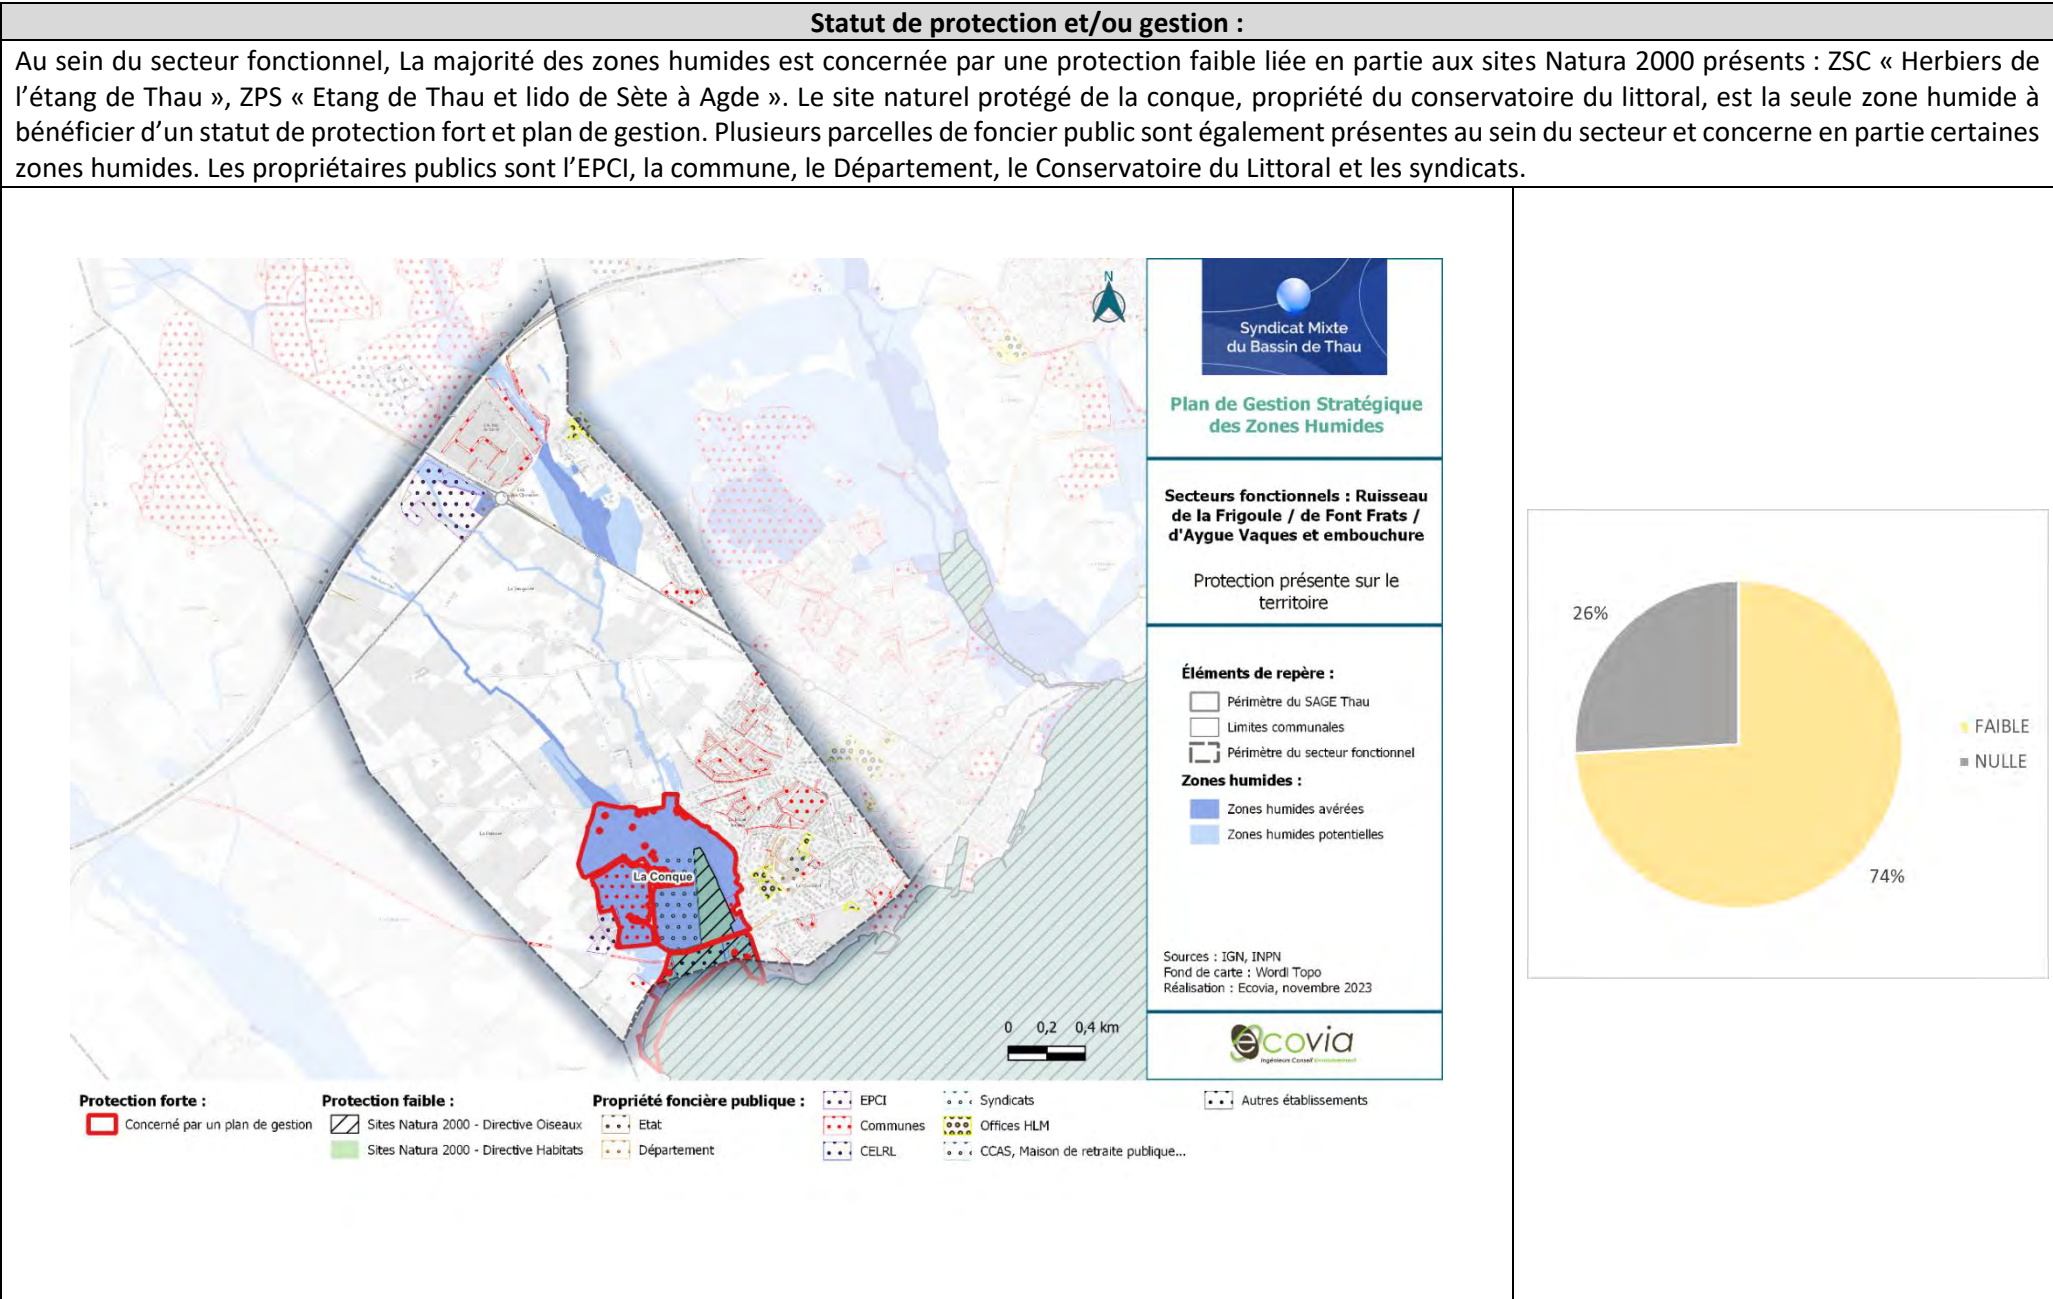 Statut de protection et/ou gestion :
Au sein du secteur fonctionnel, La majorité des zones humides est concernée par une protection faible liée en partie aux sites Natura 2000 présents : ZSC « Herbiers de
l’étang de Thau », ZPS « Etang de Thau et lido de Sète à Agde ». Le site naturel protégé de la conque, propriété du conservatoire du littoral, est la seule zone humide à
bénéficier d’un statut de protection fort et plan de gestion. Plusieurs parcelles de foncier public sont également présentes au sein du secteur et concerne en partie certaines
zones humides. Les propriétaires publics sont l’EPCI, la commune, le Département, le Conservatoire du Littoral et les syndicats.
N
La Conque
0 0,2 0,4 km
Syndicat Mixte
du Bassin de Thau
Plan de Gestion Stratégique
des Zones Humides
Secteurs fonctionnels : Ruisseau
de la Frigoule / de Font Frats /
d'Aygue Vaques et embouchure
Protection présente sur le
territoire
Éléments de repère :
Périmètre du SAGE Thau
Limites communales
Périmètre du secteur fonctionnel
Zones humides :
Zones humides avérées
Zones humides potentielles
Sources : IGN, INPN
Fond de carte : Wordl Topo
Réalisation : Ecovia, novembre 2023
ecovia
Ingénieurs Conseil Environnement
Protection forte :
Concerné par un plan de gestion
Protection faible :
Sites Natura 2000 - Directive Oiseaux
Sites Natura 2000 - Directive Habitats
Propriété foncière publique :
Etat
Département
EPCI
Communes
CELRL
Syndicats
Offices HLM
CCAS, Maison de retraite publique...
Autres établissements
26%
74%
FAIBLE
NULLE